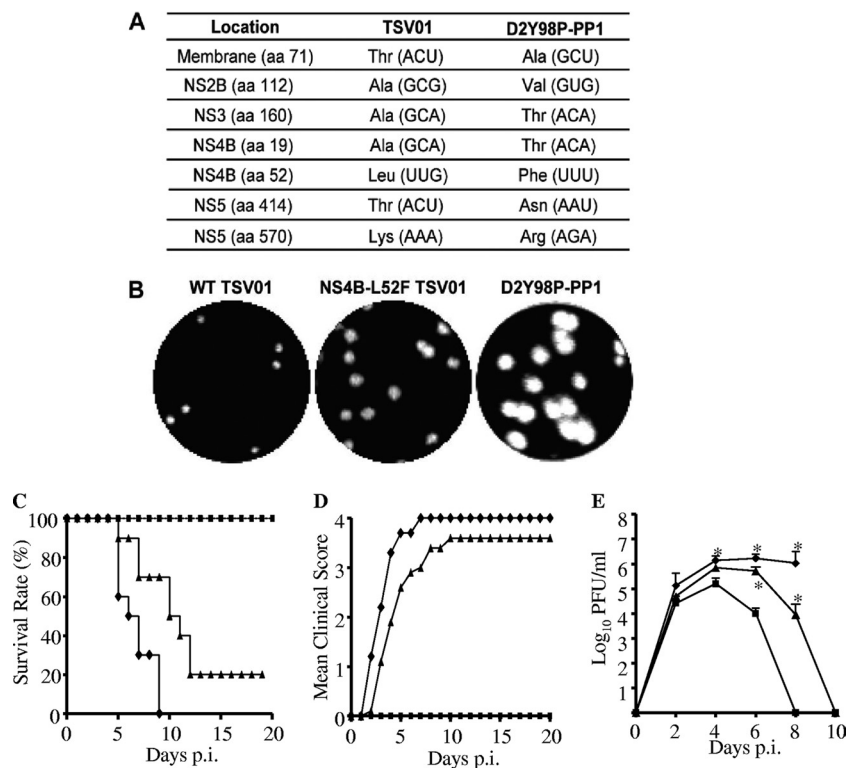 A
Location TSV01 D2Y98P-PP1
Membrane (aa 71) Thr (ACU) Ala (GCU)
NS2B (aa 112) Ala (GCG) Val (GUG)
NS3 (aa 160) Ala (GCA) Thr (ACA)
NS4B (aa 19) Ala (GCA) Thr (ACA)
NS4B (aa 52) Leu (UUG) Phe (UUU)
NS5 (aa 414) Thr (ACU) Asn (AAU)
NS5 (aa 570) Lys (AAA) Arg (AGA)
B
WT TSV01 NS4B-L52F TSV01 D2Y98P-PP1
C
Survival Rate (%)
100
80
60
40
20
0
0 5 10 15 20
Days p.i.
D
Mean Clinical Score
4
3
2
1
0
0 5 10 15 20
Days p.i.
E
Log10 PFU/ml
8
7
6
5
4
3
2
1
0
* * *
* *
0 2 4 6 8 10
Days p.i.